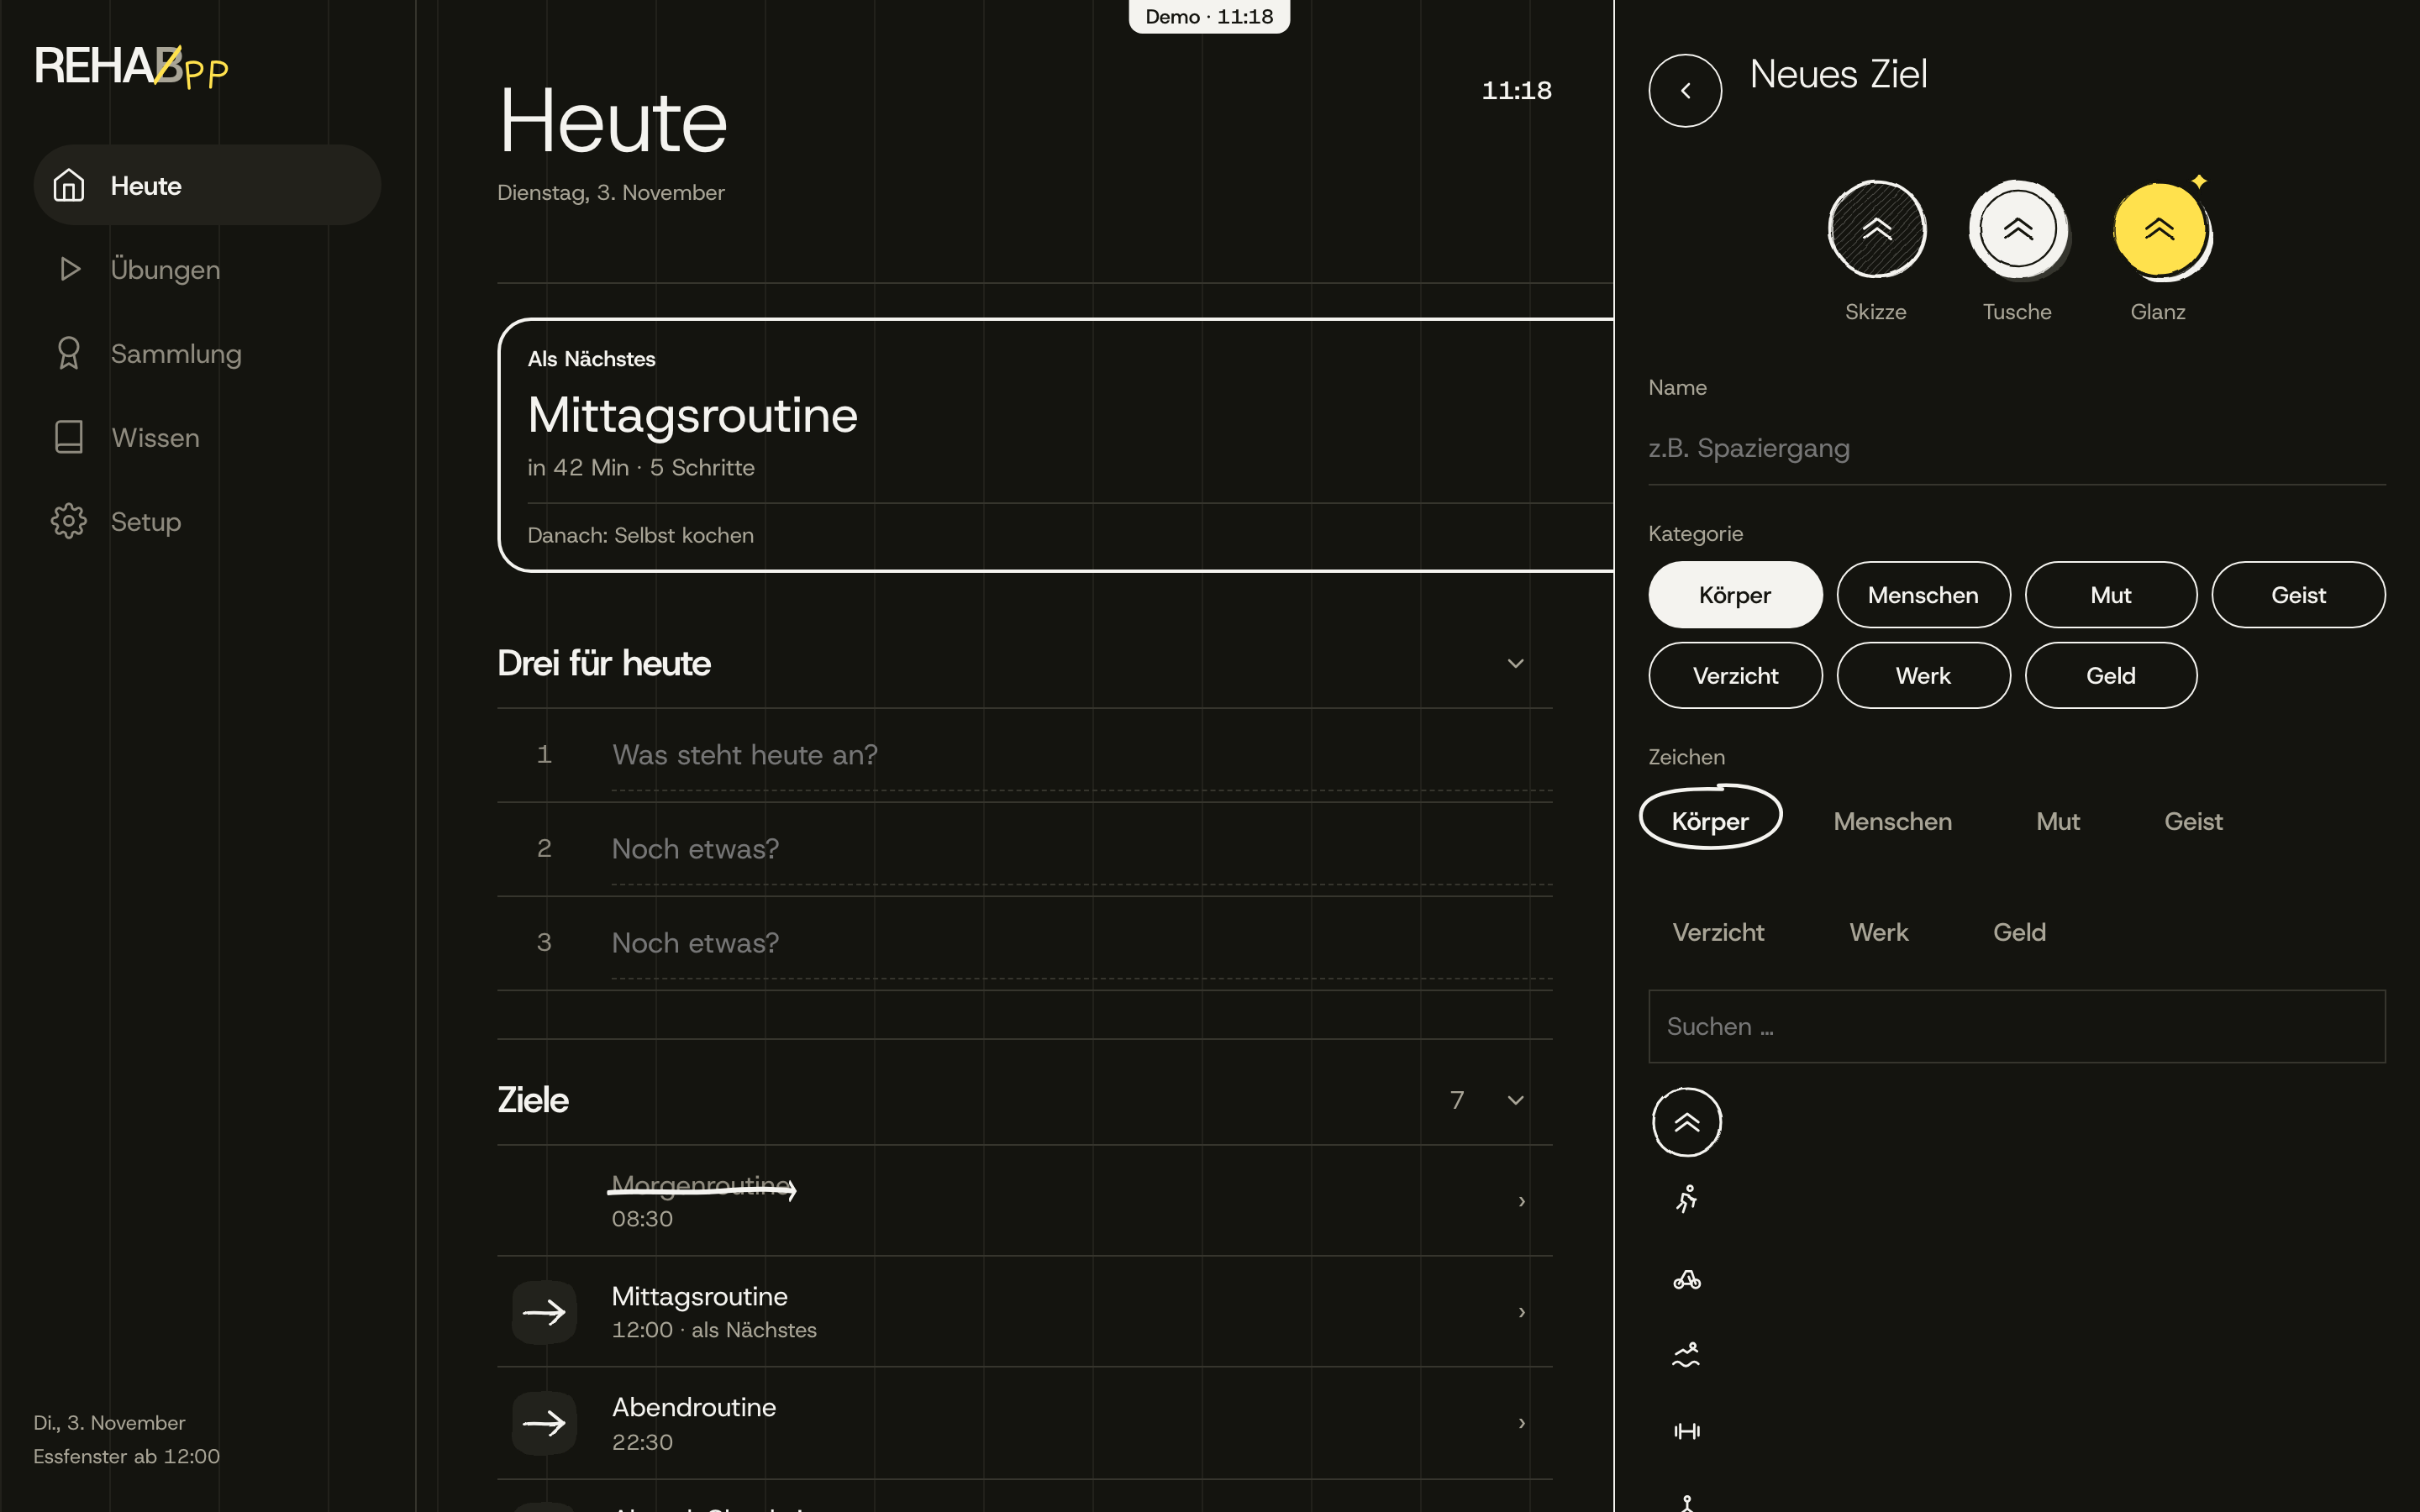 Demo · 11:18
REHABPP
Heute
Übungen
Sammlung
Wissen
Setup
Di., 3. November
Essfenster ab 12:00
Heute
11:18
Dienstag, 3. November
Als Nächstes
Mittagsroutine
in 42 Min · 5 Schritte
Danach: Selbst kochen
Drei für heute
1 Was steht heute an?
2 Noch etwas?
3 Noch etwas?
Ziele 7
Morgenroutine
08:30
Mittagsroutine
12:00 · als Nächstes
Abendroutine
22:30
Neues Ziel
Skizze Tusche Glanz
Name
z.B. Spaziergang
Kategorie
Körper Menschen Mut Geist
Verzicht Werk Geld
Zeichen
Körper Menschen Mut Geist
Verzicht Werk Geld
Suchen …